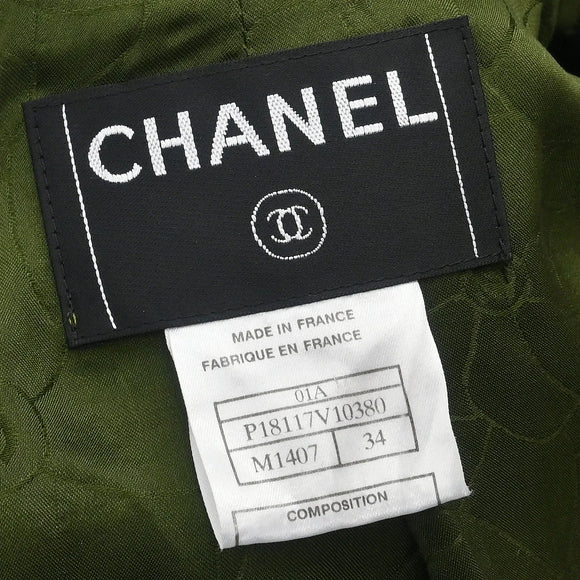 CHANEL
MADE IN FRANCE
FABRIQUE EN FRANCE
01A
P18117V10380
M1407 34
COMPOSITION